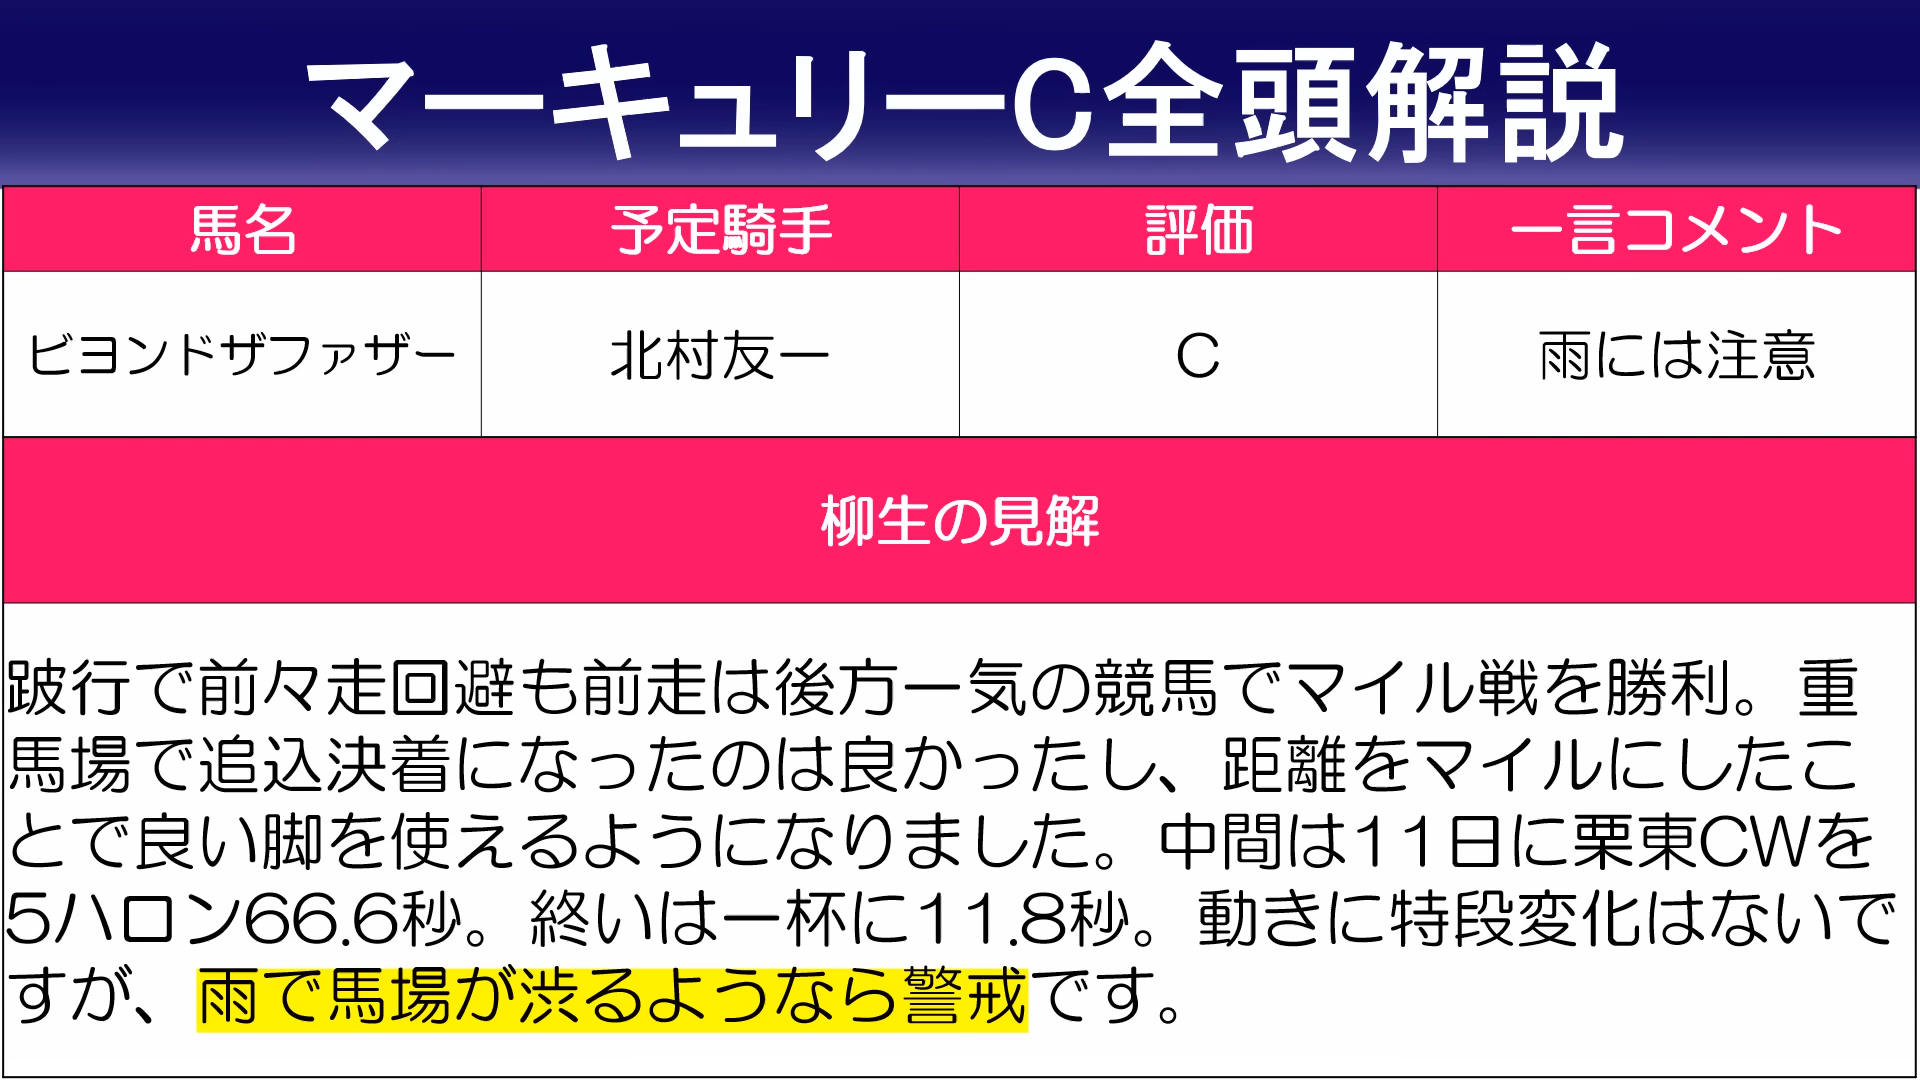 マーキュリーC全頭解説
馬名 予定騎手 評価 一言コメント
ビヨンドザファザー 北村友一 C 雨には注意
柳生の見解
跛行で前々走回避も前走は後方一気の競馬でマイル戦を勝利。重
馬場で追込決着になったのは良かったし、距離をマイルにしたこ
とで良い脚を使えるようになりました。中間は11日に栗東CWを
5ハロン66.6秒。終いは一杯に11.8秒。動きに特段変化はないで
すが、雨で馬場が渋るようなら警戒です。